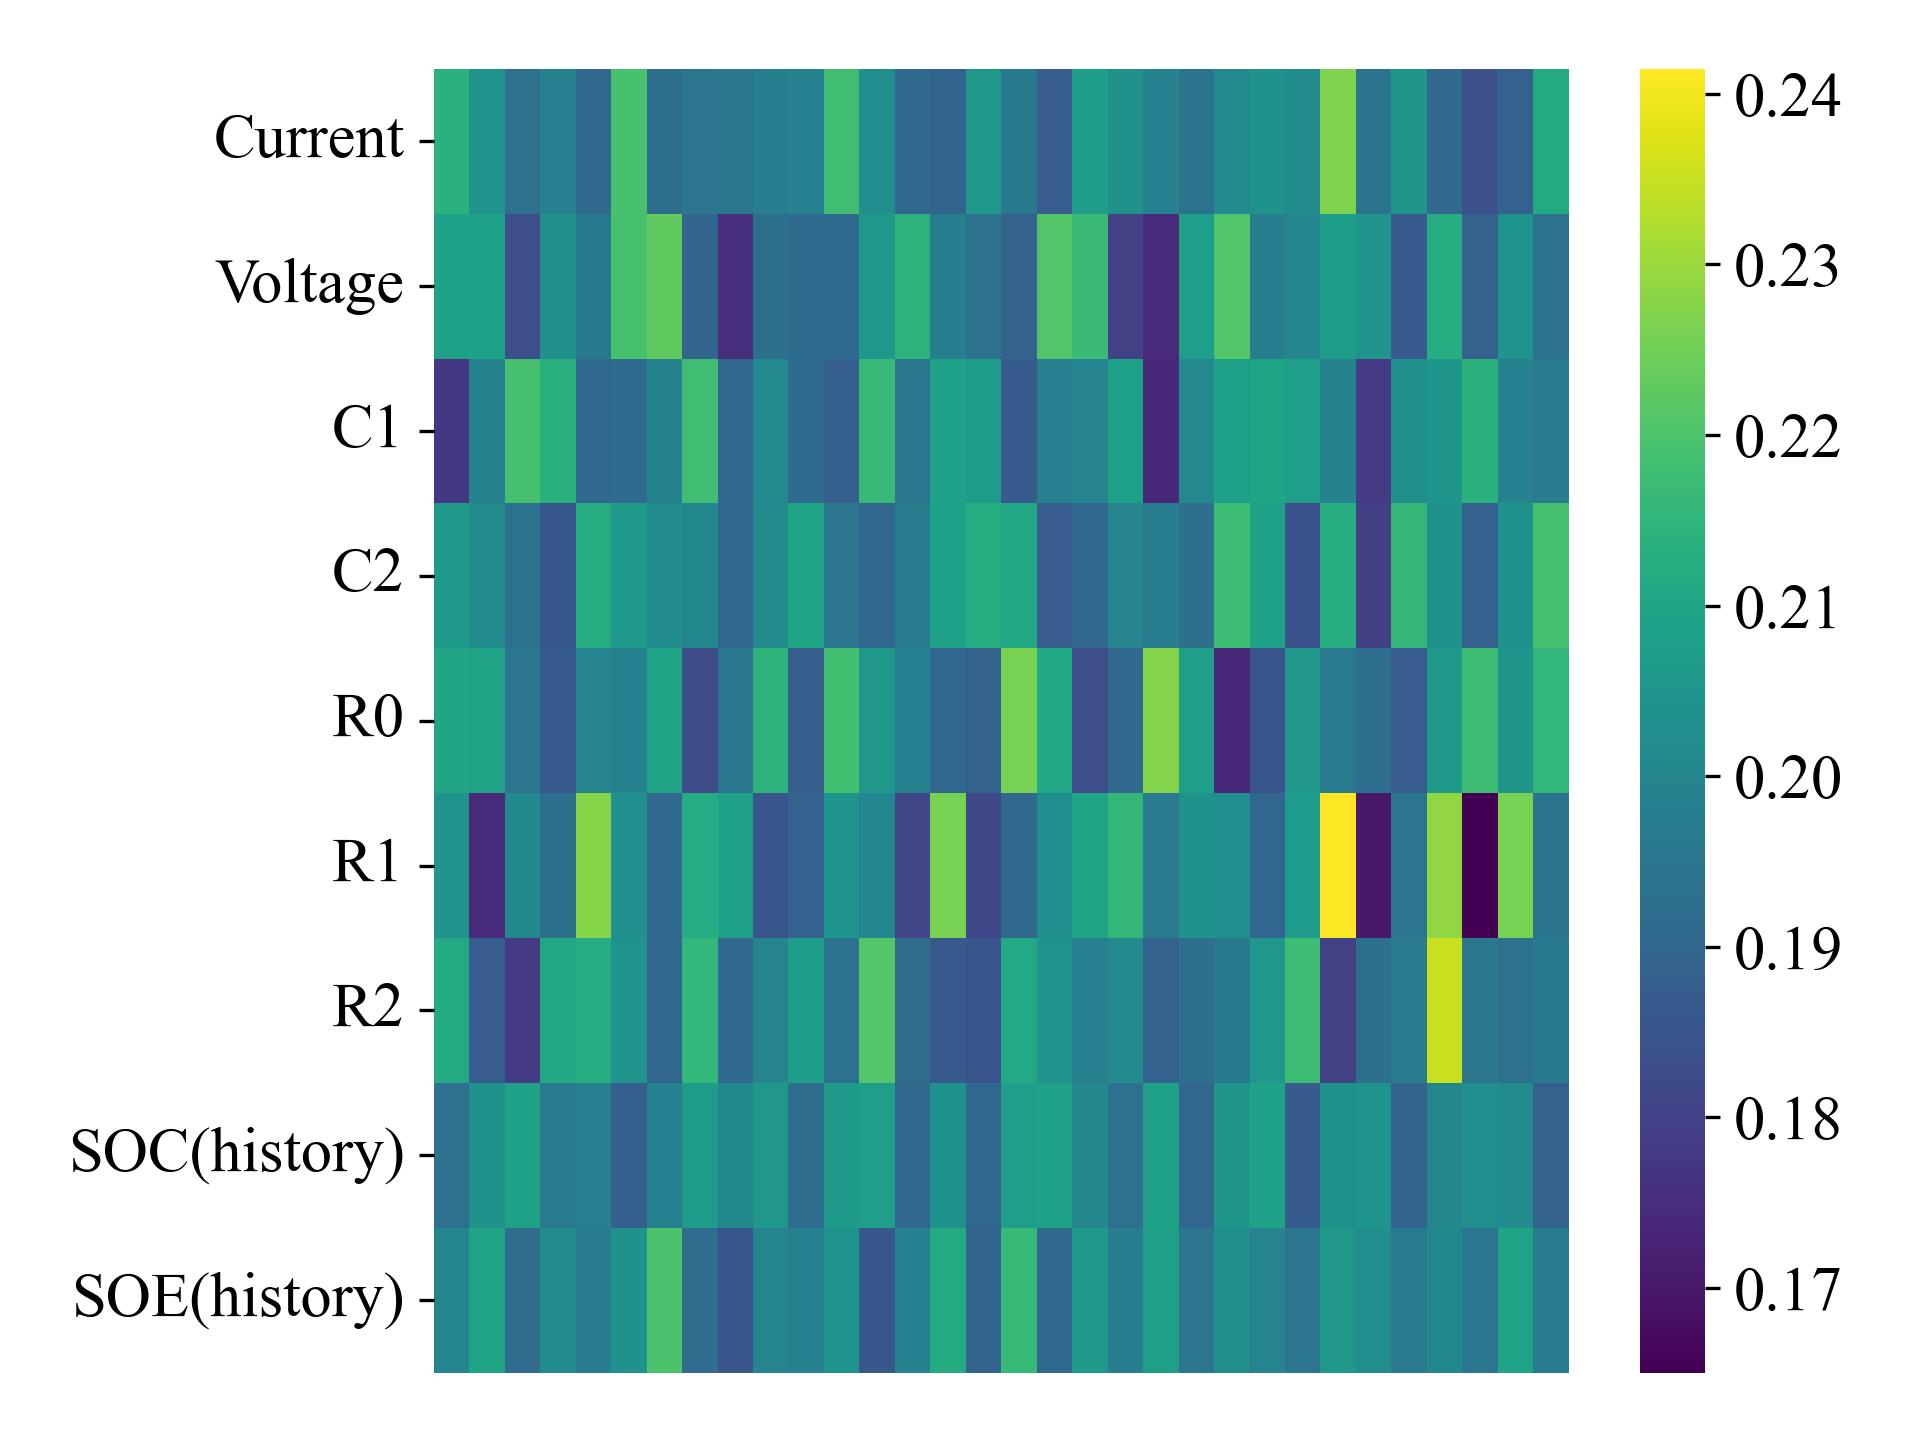 Current
Voltage
C1
C2
R0
R1
R2
SOC(history)
SOE(history)
0.24
0.23
0.22
0.21
0.20
0.19
0.18
0.17